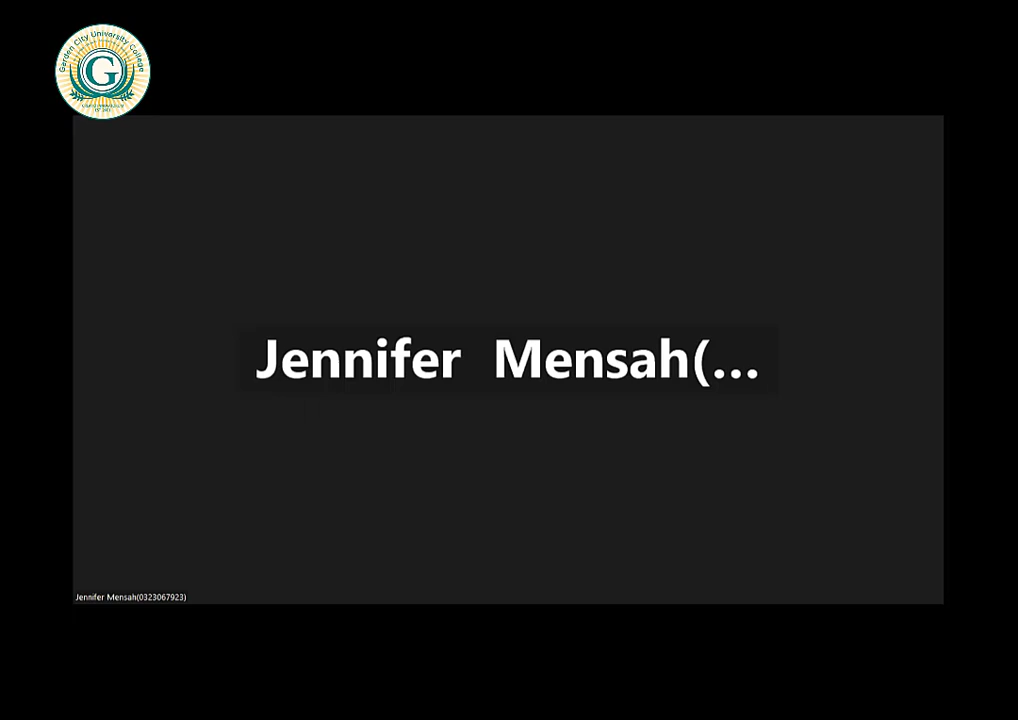 Garden City University College
G
Jennifer Mensah(...
Jennifer Mensah(0323067923)